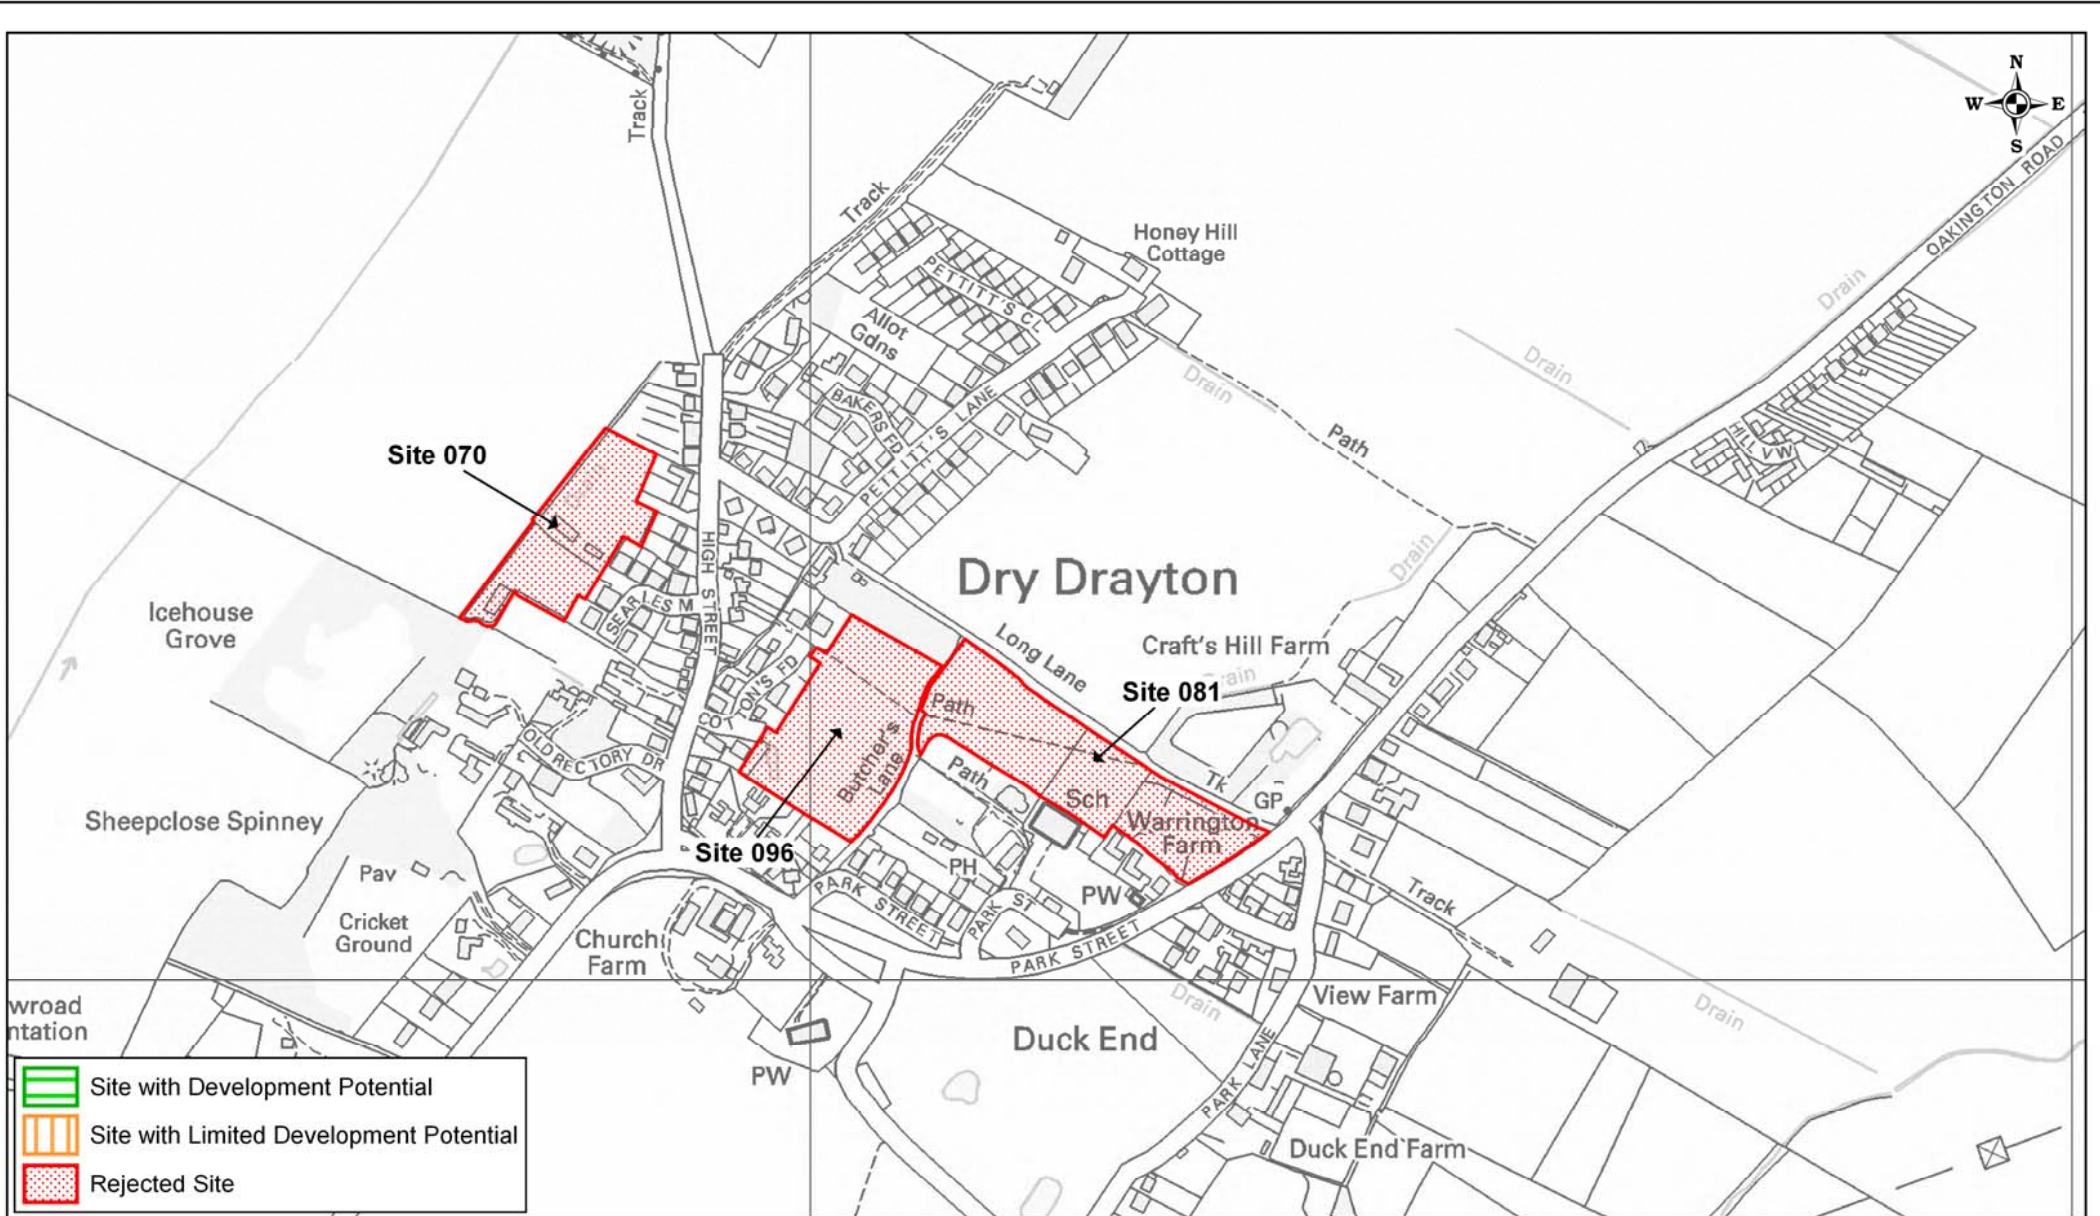 N
W E
S
Track
OAKINGTON ROAD
Track
Honey Hill
Cottage
PETTITT'S CL
Drain
Allot
Gdns
Drain
Drain
BAKERS FD
PETTITT'S LANE
Path
HILL VW
Site 070
HIGH STREET
Drain
Dry Drayton
Icehouse
Grove
SEARLES M
Long Lane
Craft's Hill Farm
Drain
Site 081
COTTON'S FD
Path
Butcher's
Lane
OLD RECTORY DR
Path
Tk
GP
Sch
Warrington
Farm
Sheepclose Spinney
Site 096
Pav
PH
PARK STREET
PARK ST
PW
Track
Cricket
Ground
Church
Farm
PARK STREET
View Farm
Drain
Drain
wroad
ntation
Duck End
PARK LANE
PW
Duck End Farm
Site with Development Potential
Site with Limited Development Potential
Rejected Site